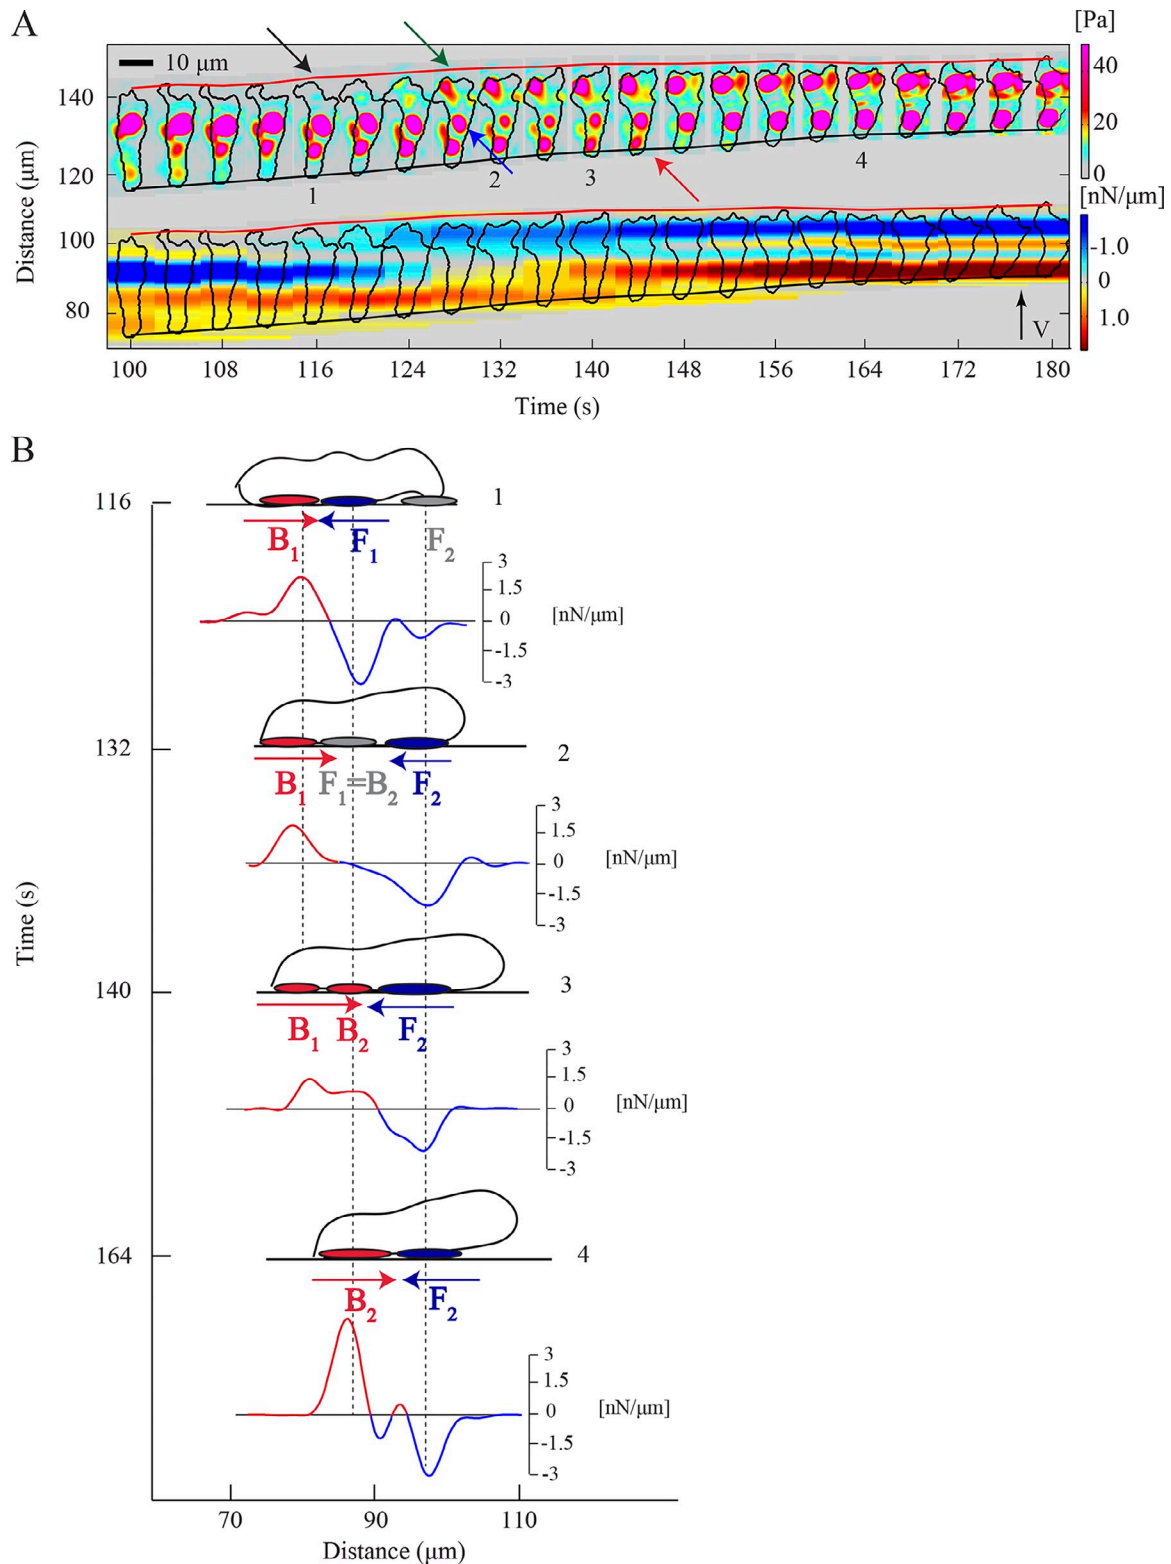 A
[Pa]
10 μm
40
140
20
120
1
2
3
4
0
[nN/μm]
Distance (μm)
100
-1.0
0
80
V
1.0
100 108 116 124 132 140 148 156 164 172 180
Time (s)
B
116
1
B1 F1 F2
3
1.5
0 [nN/μm]
-1.5
-3
132
2
B1 F1=B2 F2
3
1.5
0 [nN/μm]
-1.5
-3
Time (s)
140
3
B1 B2 F2
3
1.5
0 [nN/μm]
-1.5
-3
164
4
B2 F2
3
1.5
0 [nN/μm]
-1.5
-3
70 90 110
Distance (μm)